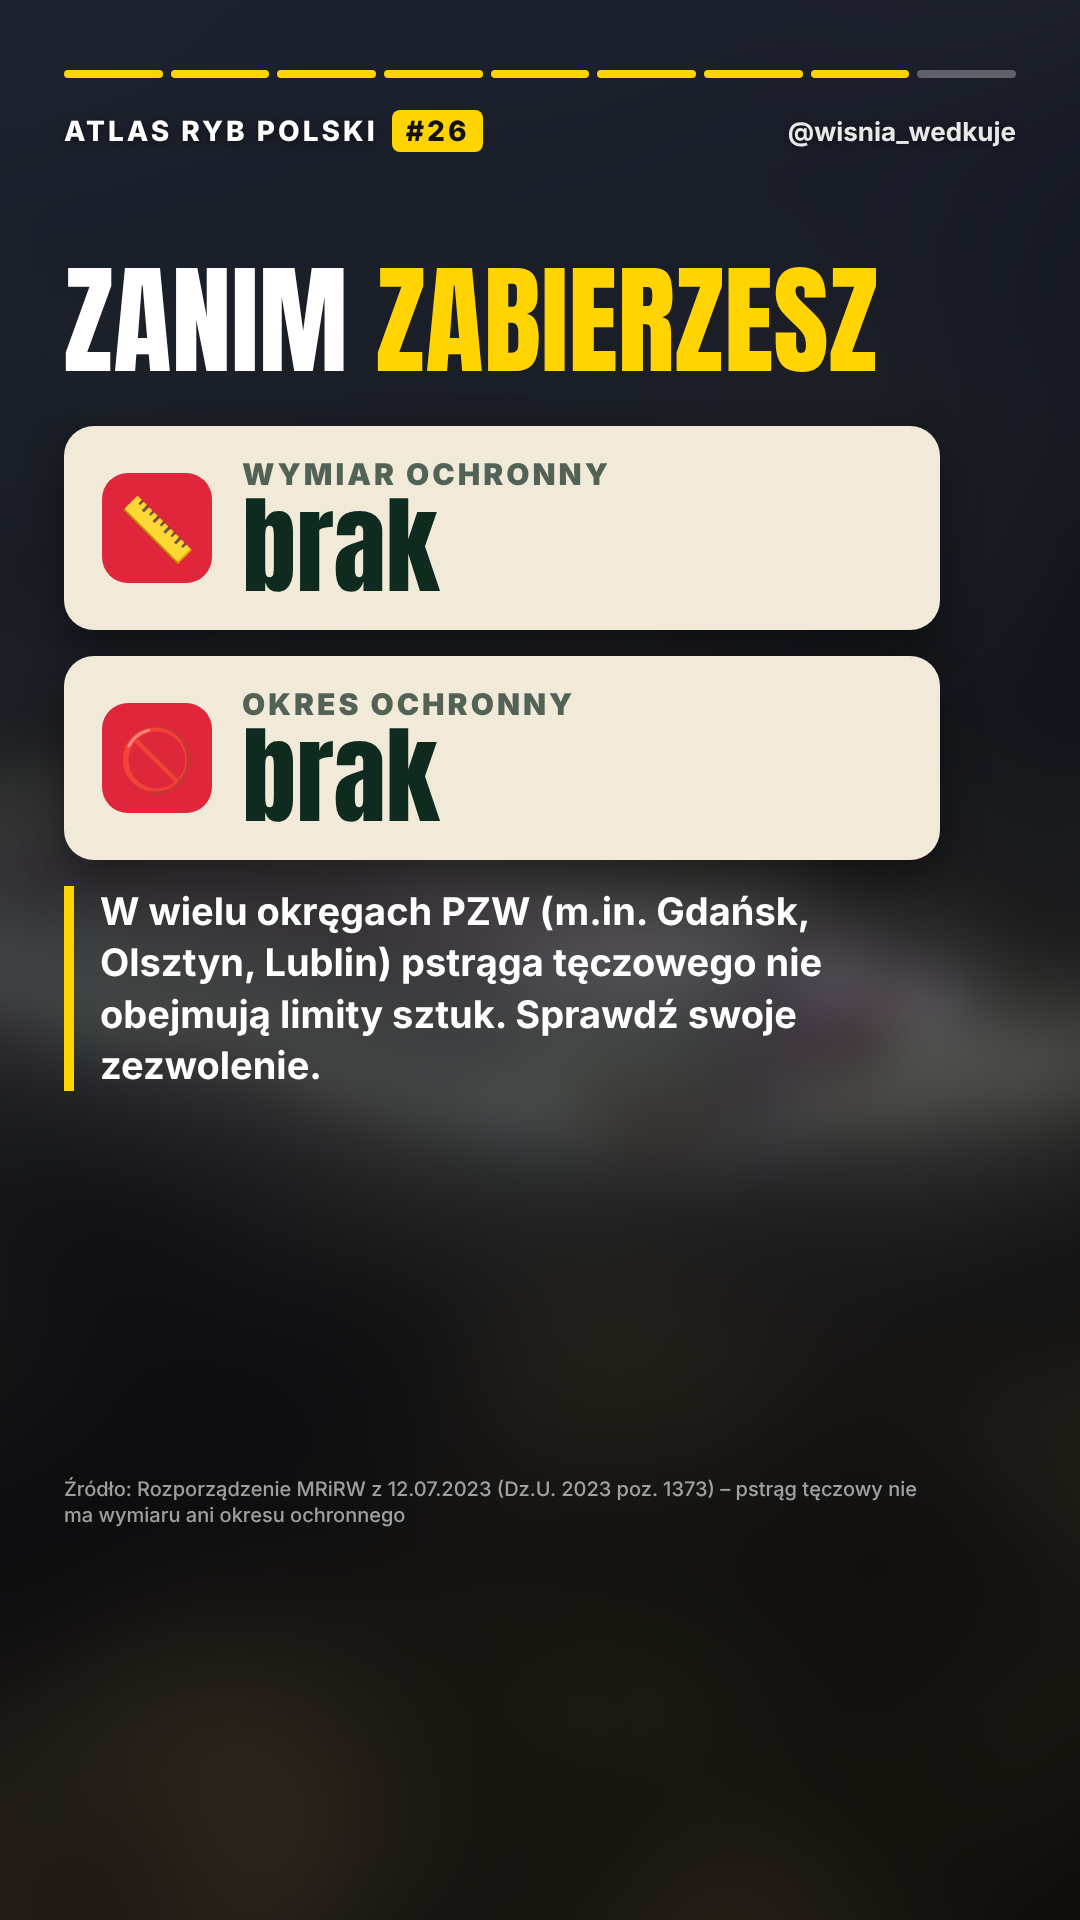 ATLAS RYB POLSKI #26
@wisnia_wedkuje
ZANIM ZABIERZESZ
WYMIAR OCHRONNY
brak
OKRES OCHRONNY
brak
W wielu okręgach PZW (m.in. Gdańsk,
Olsztyn, Lublin) pstrąga tęczowego nie
obejmują limity sztuk. Sprawdź swoje
zezwolenie.
Źródło: Rozporządzenie MRiRW z 12.07.2023 (Dz.U. 2023 poz. 1373) – pstrąg tęczowy nie
ma wymiaru ani okresu ochronnego